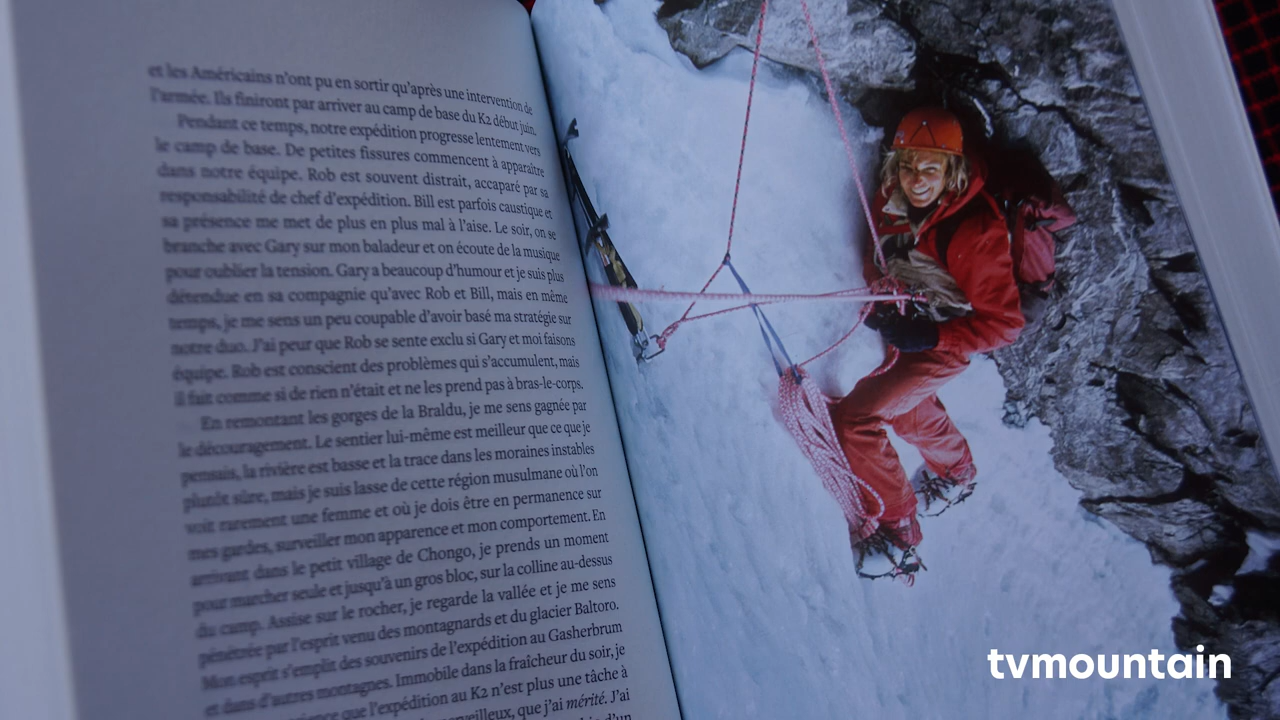 et les Américains n'ont pu en sortir qu'après une intervention de
l'armée. Ils finiront par arriver au camp de base du K2 début juin.
Pendant ce temps, notre expédition progresse lentement vers
le camp de base. De petites fissures commencent à apparaître
dans notre équipe. Rob est souvent distrait, accaparé par sa
responsabilité de chef d'expédition. Bill est parfois caustique et
sa présence me met de plus en plus mal à l'aise. Le soir, on se
branche avec Gary sur mon baladeur et on écoute de la musique
pour oublier la tension. Gary a beaucoup d'humour et je suis plus
détendue en sa compagnie qu'avec Rob et Bill, mais en même
temps, je me sens un peu coupable d'avoir basé ma stratégie sur
notre duo. J'ai peur que Rob se sente exclu si Gary et moi faisons
équipe. Rob est conscient des problèmes qui s'accumulent, mais
il fait comme si de rien n'était et ne les prend pas à bras-le-corps.
En remontant les gorges de la Braldu, je me sens gagnée par
le découragement. Le sentier lui-même est meilleur que ce que je
pensais, la rivière est basse et la trace dans les moraines instables
plutôt sûre, mais je suis lasse de cette région musulmane où l'on
voit rarement une femme et où je dois être en permanence sur
mes gardes, surveiller mon apparence et mon comportement. En
arrivant dans le petit village de Chongo, je prends un moment
pour marcher seule et jusqu'à un gros bloc, sur la colline au-dessus
du camp. Assise sur le rocher, je regarde la vallée et je me sens
pénétrée par l'esprit venu des montagnards et du glacier Baltoro.
Mon esprit s'emplit des souvenirs de l'expédition au Gasherbrum
et dans d'autres montagnes. Immobile dans la fraîcheur du soir, je
que l'expédition au K2 n'est plus une tâche à
que j'ai mérité. J'ai
d'un
tvmountain